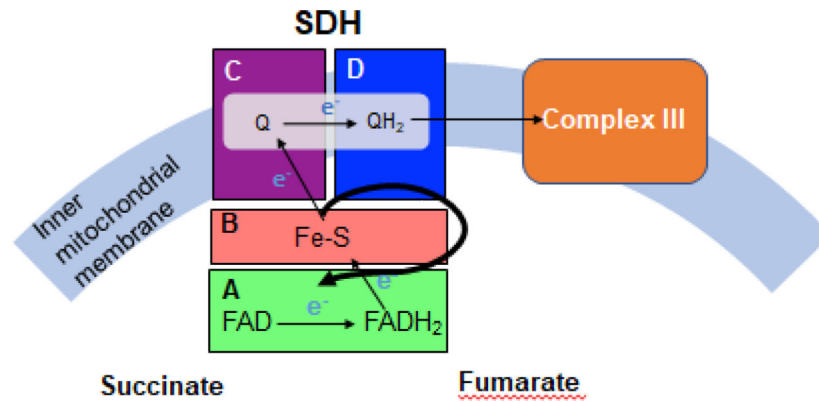 SDH
C
D
e-
Q
QH₂
Complex III
e-
Inner
mitochondrial
membrane
B
Fe-S
e-
A
e-
FAD
FADH₂
Succinate
Fumarate